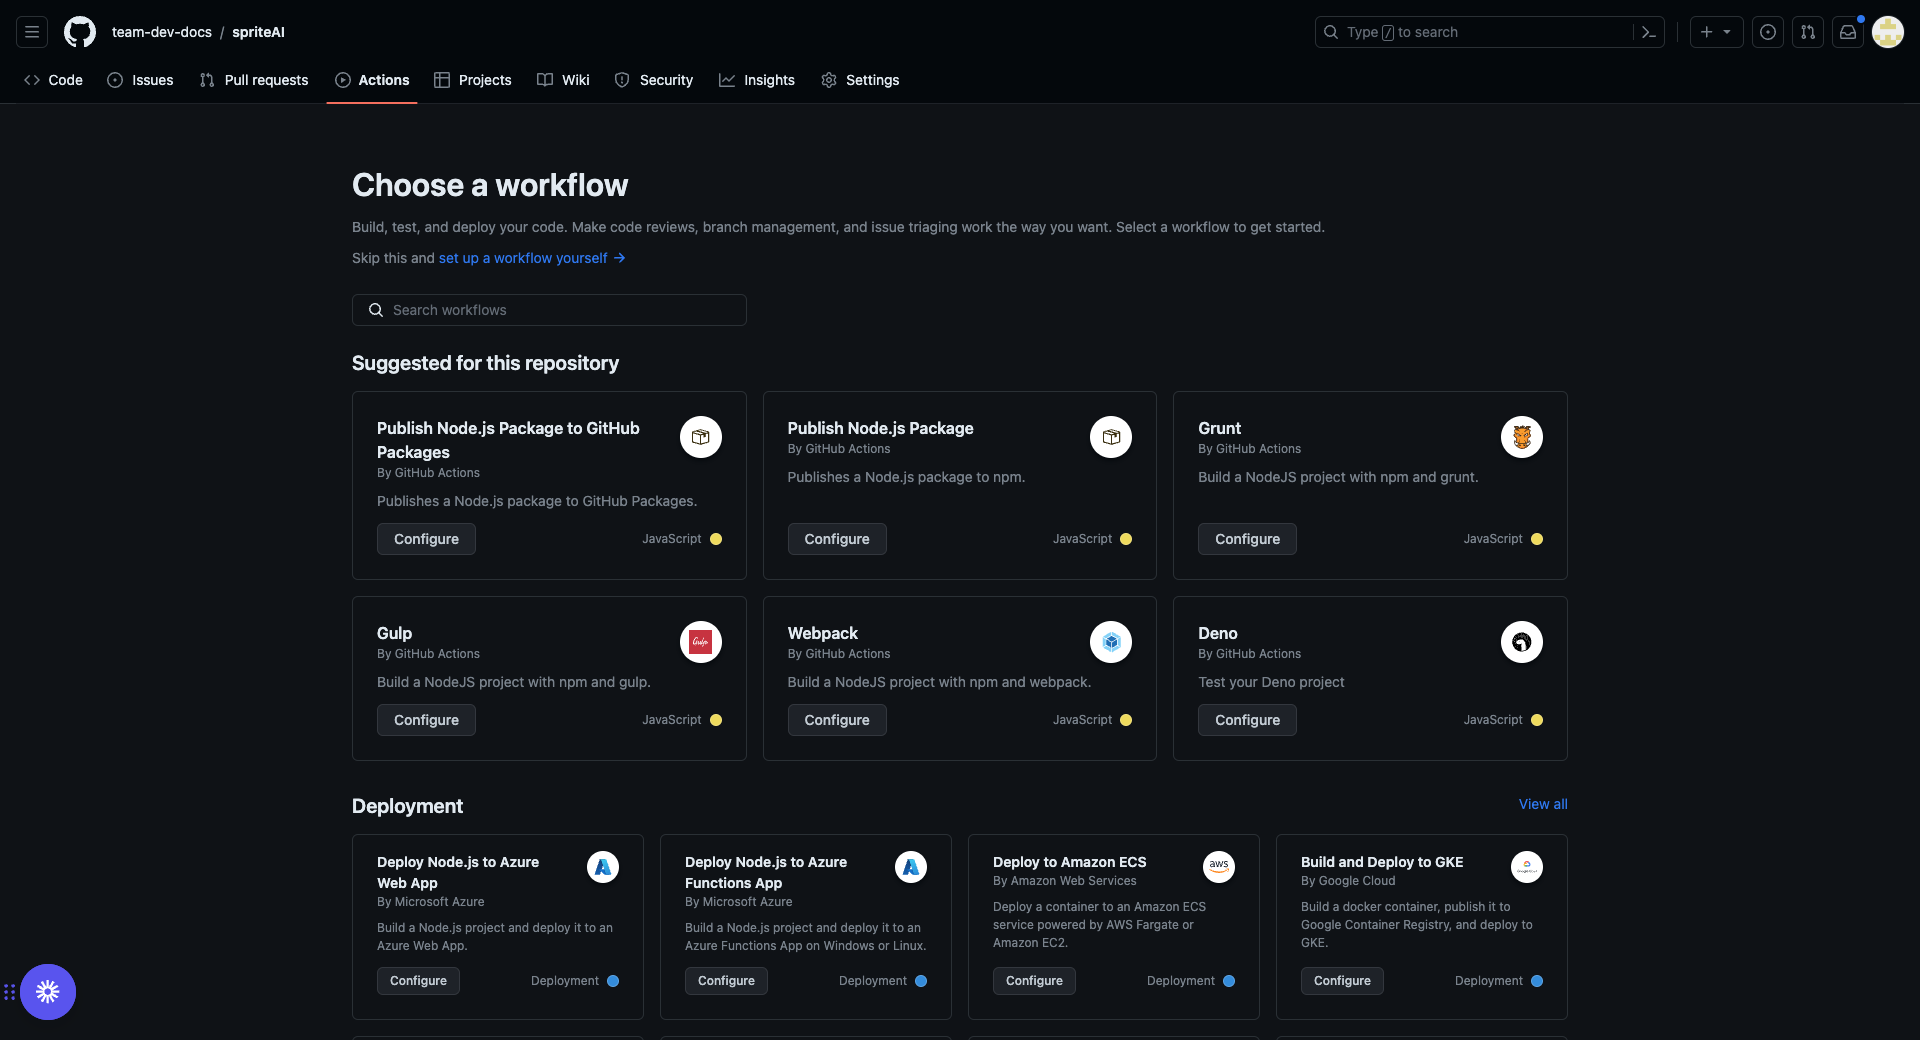 team-dev-docs / spriteAI
Type / to search
Code
Issues
Pull requests
Actions
Projects
Wiki
Security
Insights
Settings
Choose a workflow
Build, test, and deploy your code. Make code reviews, branch management, and issue triaging work the way you want. Select a workflow to get started.
Skip this and set up a workflow yourself →
Search workflows
Suggested for this repository
Publish Node.js Package to GitHub
Packages
By GitHub Actions
Publishes a Node.js package to GitHub Packages.
Configure
JavaScript
Publish Node.js Package
By GitHub Actions
Publishes a Node.js package to npm.
Configure
JavaScript
Grunt
By GitHub Actions
Build a NodeJS project with npm and grunt.
Configure
JavaScript
Gulp
By GitHub Actions
Gulp
Build a NodeJS project with npm and gulp.
Configure
JavaScript
Webpack
By GitHub Actions
Build a NodeJS project with npm and webpack.
Configure
JavaScript
Deno
By GitHub Actions
Test your Deno project
Configure
JavaScript
Deployment
View all
Deploy Node.js to Azure
Web App
By Microsoft Azure
Build a Node.js project and deploy it to an
Azure Web App.
Configure
Deployment
Deploy Node.js to Azure
Functions App
By Microsoft Azure
Build a Node.js project and deploy it to an
Azure Functions App on Windows or Linux.
Configure
Deployment
Deploy to Amazon ECS
By Amazon Web Services
aws
Deploy a container to an Amazon ECS
service powered by AWS Fargate or
Amazon EC2.
Configure
Deployment
Build and Deploy to GKE
By Google Cloud
Build a docker container, publish it to
Google Container Registry, and deploy to
GKE.
Configure
Deployment